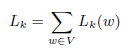 L_k = \sum_{w \in V} L_k(w)